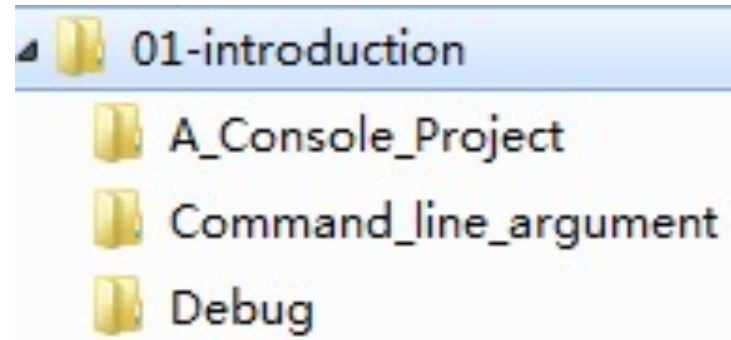 01-introduction
A_Console_Project
Command_line_argument
Debug